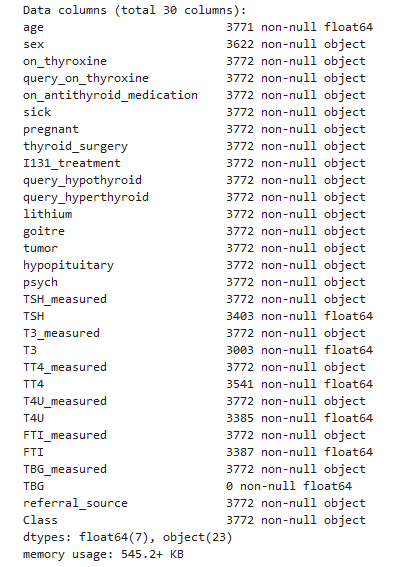 Data columns (total 30 columns):
age 3771 non-null float64
sex 3622 non-null object
on_thyroxine 3772 non-null object
query_on_thyroxine 3772 non-null object
on_antithyroid_medication 3772 non-null object
sick 3772 non-null object
pregnant 3772 non-null object
thyroid_surgery 3772 non-null object
I131_treatment 3772 non-null object
query_hypothyroid 3772 non-null object
query_hyperthyroid 3772 non-null object
lithium 3772 non-null object
goitre 3772 non-null object
tumor 3772 non-null object
hypopituitary 3772 non-null object
psych 3772 non-null object
TSH_measured 3772 non-null object
TSH 3403 non-null float64
T3_measured 3772 non-null object
T3 3003 non-null float64
TT4_measured 3772 non-null object
TT4 3541 non-null float64
T4U_measured 3772 non-null object
T4U 3385 non-null float64
FTI_measured 3772 non-null object
FTI 3387 non-null float64
TBG_measured 3772 non-null object
TBG 0 non-null float64
referral_source 3772 non-null object
Class 3772 non-null object
dtypes: float64(7), object(23)
memory usage: 545.2+ KB